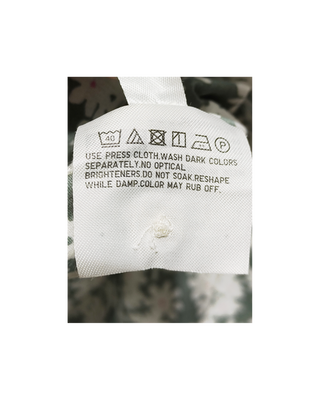 40 P
USE PRESS CLOTH.WASH DARK COLORS
SEPARATELY.NO OPTICAL
BRIGHTENERS.DO NOT SOAK.RESHAPE
WHILE DAMP.COLOR MAY RUB OFF.